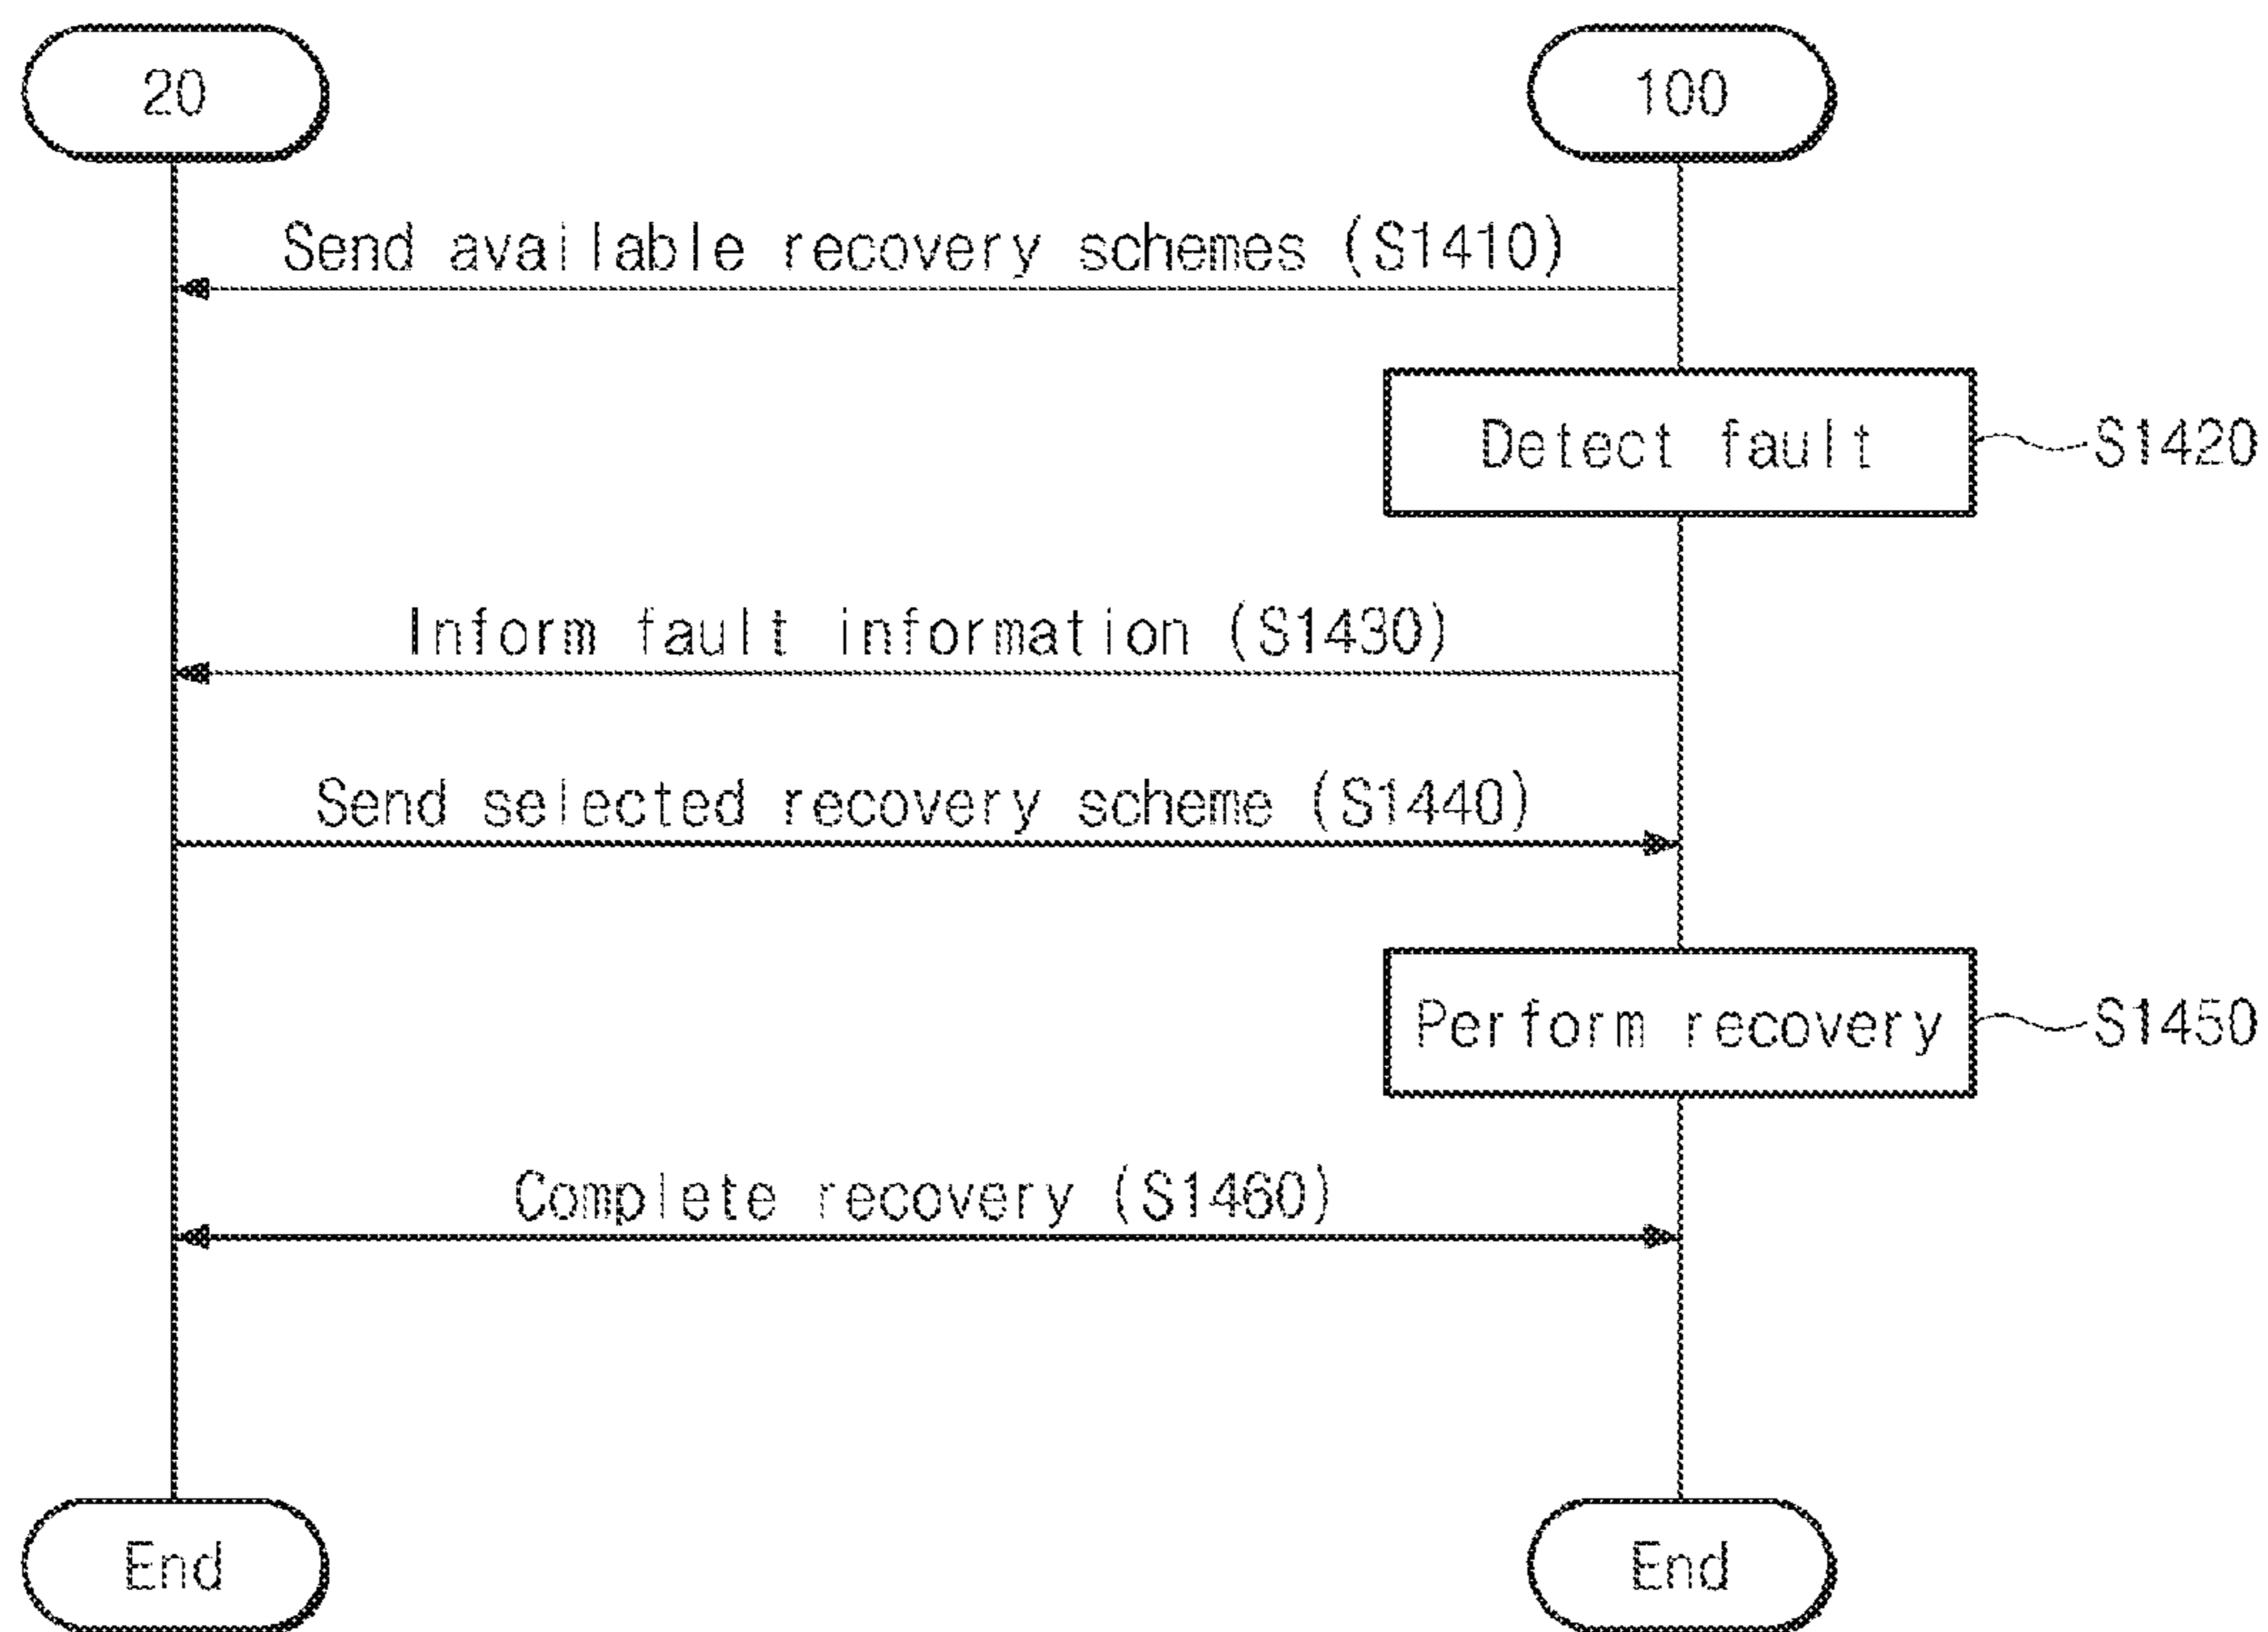 20
100
Send available recovery schemes (S1410)
Detect fault
S1420
Inform fault information (S1430)
Send selected recovery scheme (S1440)
Perform recovery
S1450
Complete recovery (S1460)
End
End